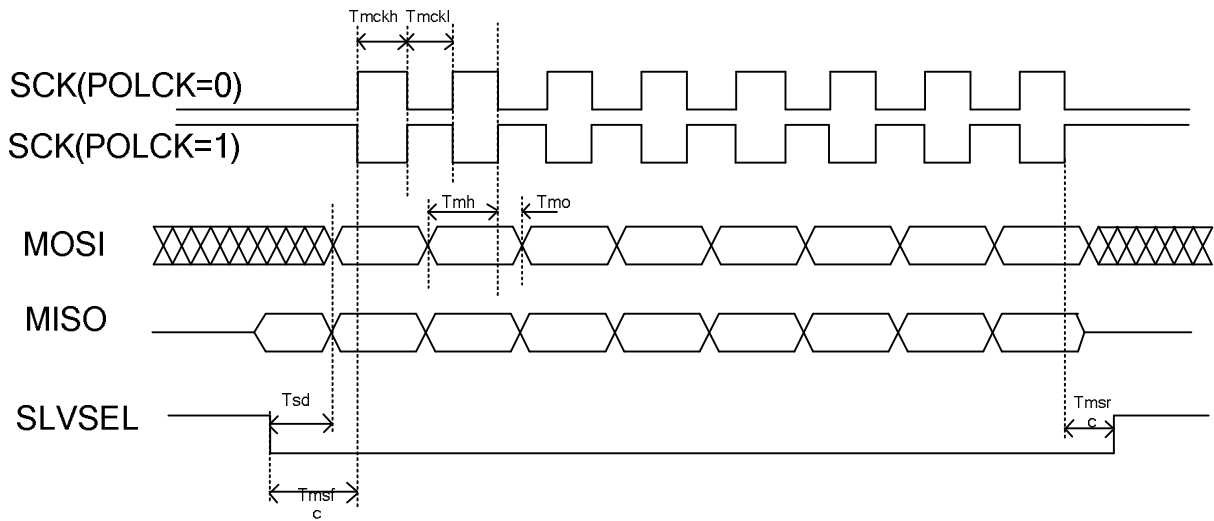 Tmckh Tmckl
SCK(POLCK=0)
SCK(POLCK=1)
Tmh Tmo
MOSI
MISO
Tsd
SLVSEL
Tmsr
c
Tmsf
c